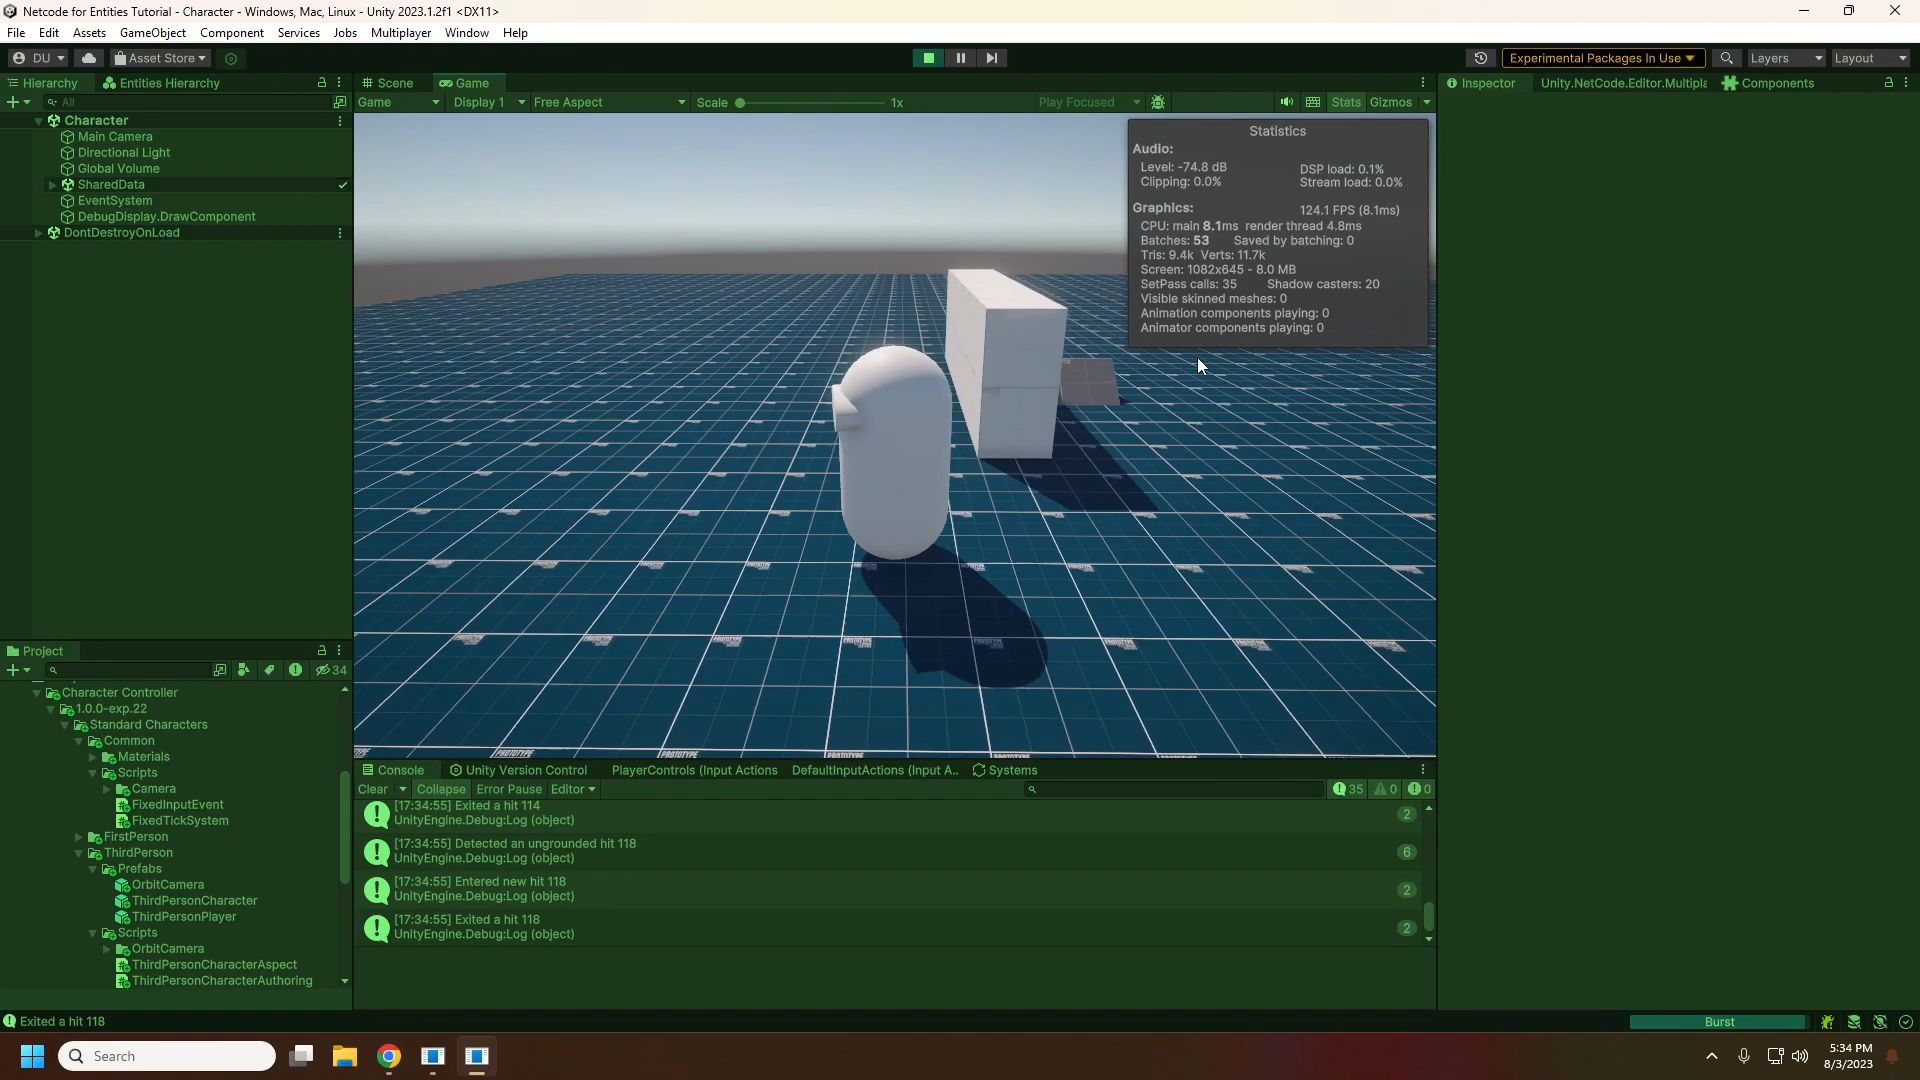 Netcode for Entities Tutorial - Character - Windows, Mac, Linux - Unity 2023.1.2f1 <DX11>
File Edit Assets GameObject Component Services Jobs Multiplayer Window Help
DU Asset Store Experimental Packages In Use Layers Layout
Hierarchy Entities Hierarchy
All
Character
Main Camera
Directional Light
Global Volume
SharedData
EventSystem
DebugDisplay.DrawComponent
DontDestroyOnLoad
Scene Game
Game Display 1 Free Aspect Scale 1x Play Focused Stats Gizmos
Statistics
Audio:
Level: -74.8 dB DSP load: 0.1%
Clipping: 0.0% Stream load: 0.0%
Graphics: 124.1 FPS (8.1ms)
CPU: main 8.1ms render thread 4.8ms
Batches: 53 Saved by batching: 0
Tris: 9.4k Verts: 11.7k
Screen: 1082x645 - 8.0 MB
SetPass calls: 35 Shadow casters: 20
Visible skinned meshes: 0
Animation components playing: 0
Animator components playing: 0
PROTOTYPE
PROTOTYPE
PROTOTYPE
PROTOTYPE
PROTOTYPE
Inspector Unity.NetCode.Editor.Multipla Components
Project
34
Character Controller
1.0.0-exp.22
Standard Characters
Common
Materials
Scripts
Camera
FixedInputEvent
FixedTickSystem
FirstPerson
ThirdPerson
Prefabs
OrbitCamera
ThirdPersonCharacter
ThirdPersonPlayer
Scripts
OrbitCamera
ThirdPersonCharacterAspect
ThirdPersonCharacterAuthoring
Console Unity Version Control PlayerControls (Input Actions DefaultInputActions (Input A.. Systems
Clear Collapse Error Pause Editor 35 0 0
[17:34:55] Exited a hit 114
UnityEngine.Debug:Log (object) 2
[17:34:55] Detected an ungrounded hit 118
UnityEngine.Debug:Log (object) 6
[17:34:55] Entered new hit 118
UnityEngine.Debug:Log (object) 2
[17:34:55] Exited a hit 118
UnityEngine.Debug:Log (object) 2
Exited a hit 118 Burst
Search
5:34 PM
8/3/2023